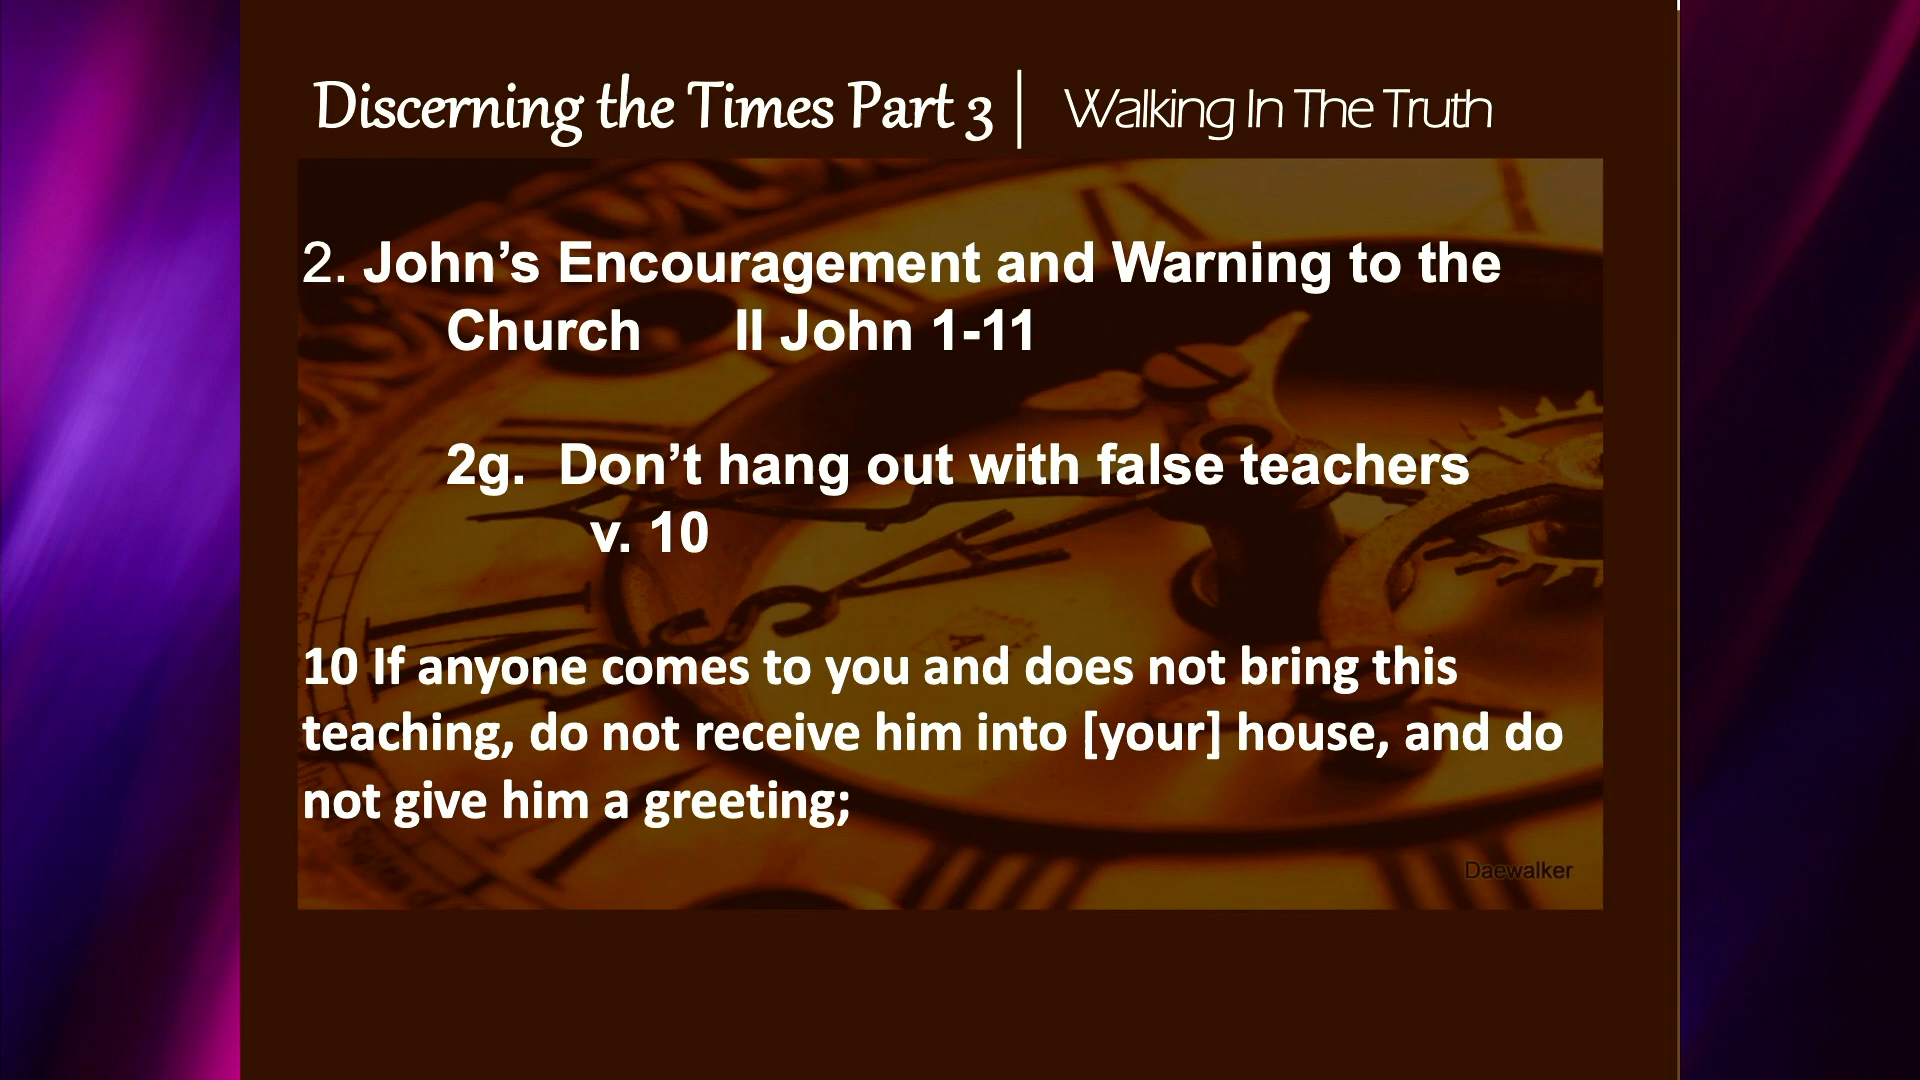 Discerning the Times Part 3 | Walking In The Truth
2. John’s Encouragement and Warning to the
Church II John 1-11
2g. Don’t hang out with false teachers
v. 10
10 If anyone comes to you and does not bring this
teaching, do not receive him into [your] house, and do
not give him a greeting;
Daewalker